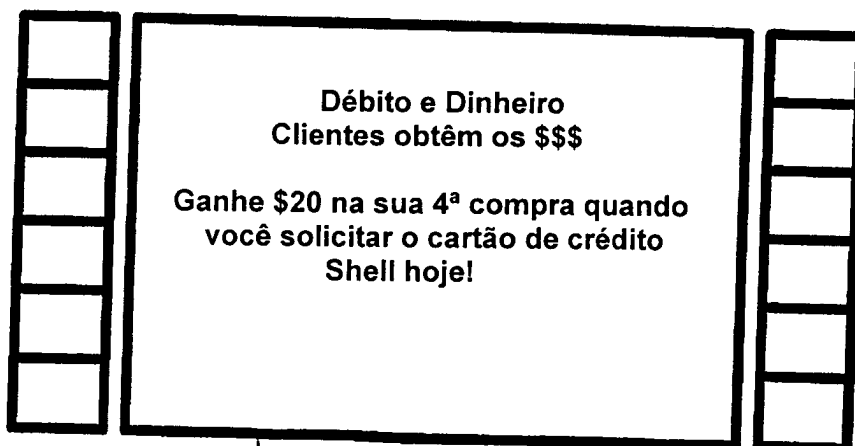 Débito e Dinheiro
Clientes obtêm os $$$
Ganhe $20 na sua 4ª compra quando
você solicitar o cartão de crédito
Shell hoje!